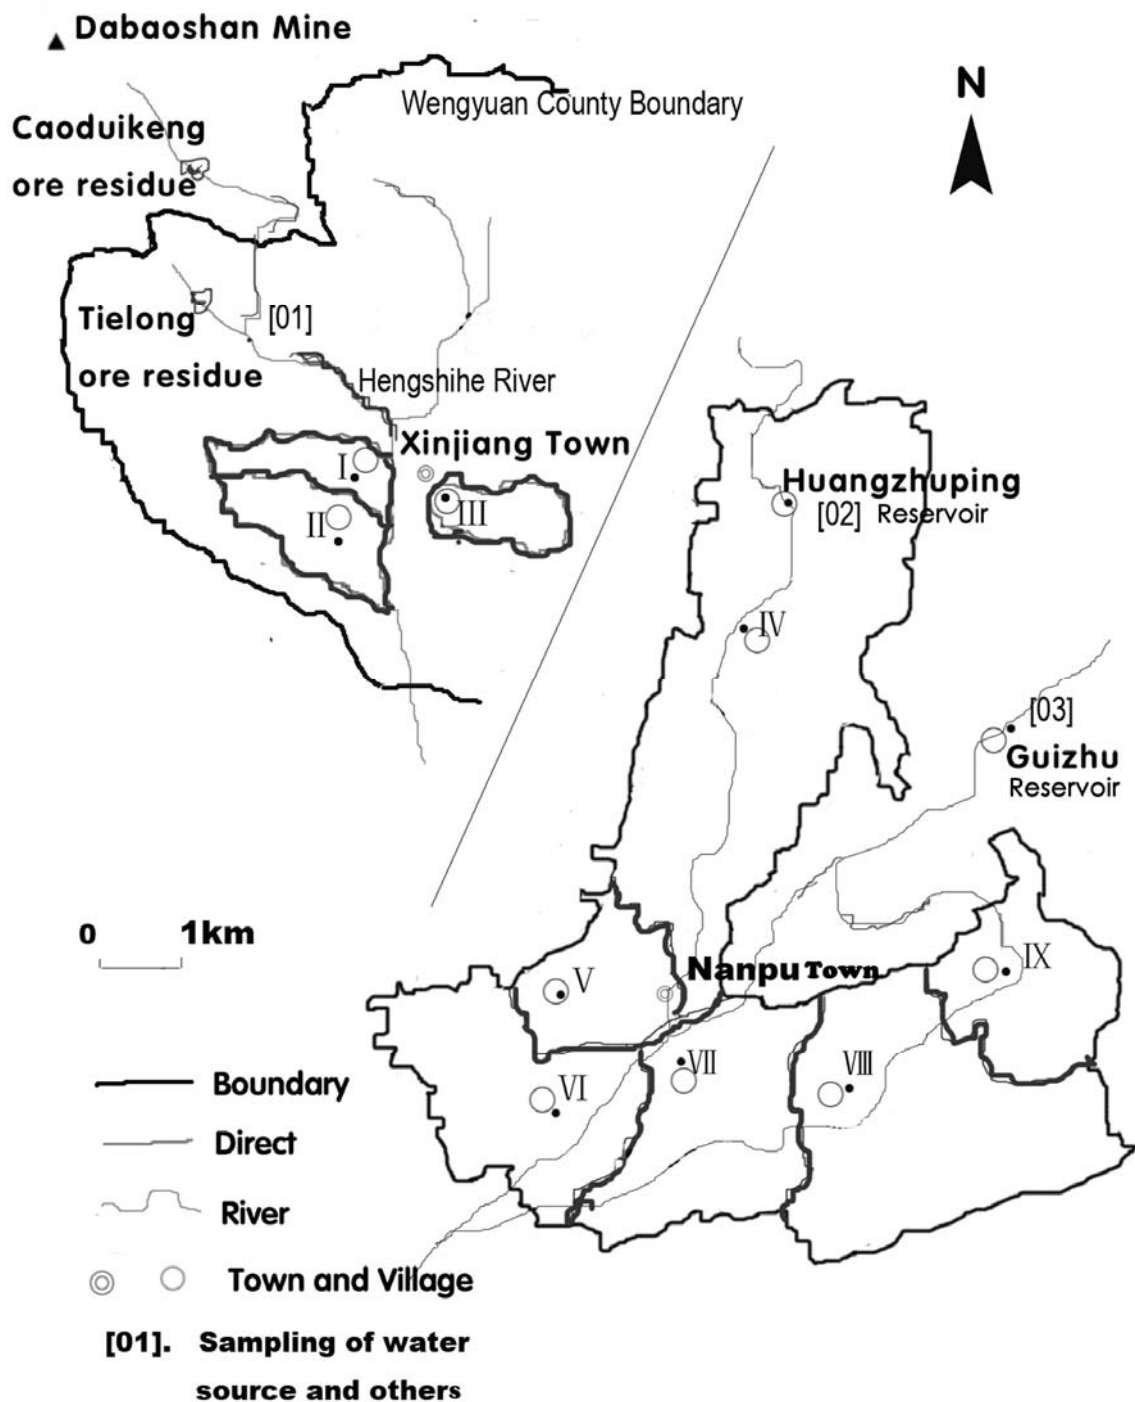 Dabaoshan Mine
Wengyuan County Boundary
N
Caoduikeng
ore residue
Tielong
ore residue
[01]
Hengshihe River
Xinjiang Town
I
II
III
Huangzhuping
[02] Reservoir
IV
[03]
Guizhu
Reservoir
0 1km
Nanpu Town
V
IX
VI
VII
VIII
Boundary
Direct
River
Town and Village
[01]. Sampling of water
source and others